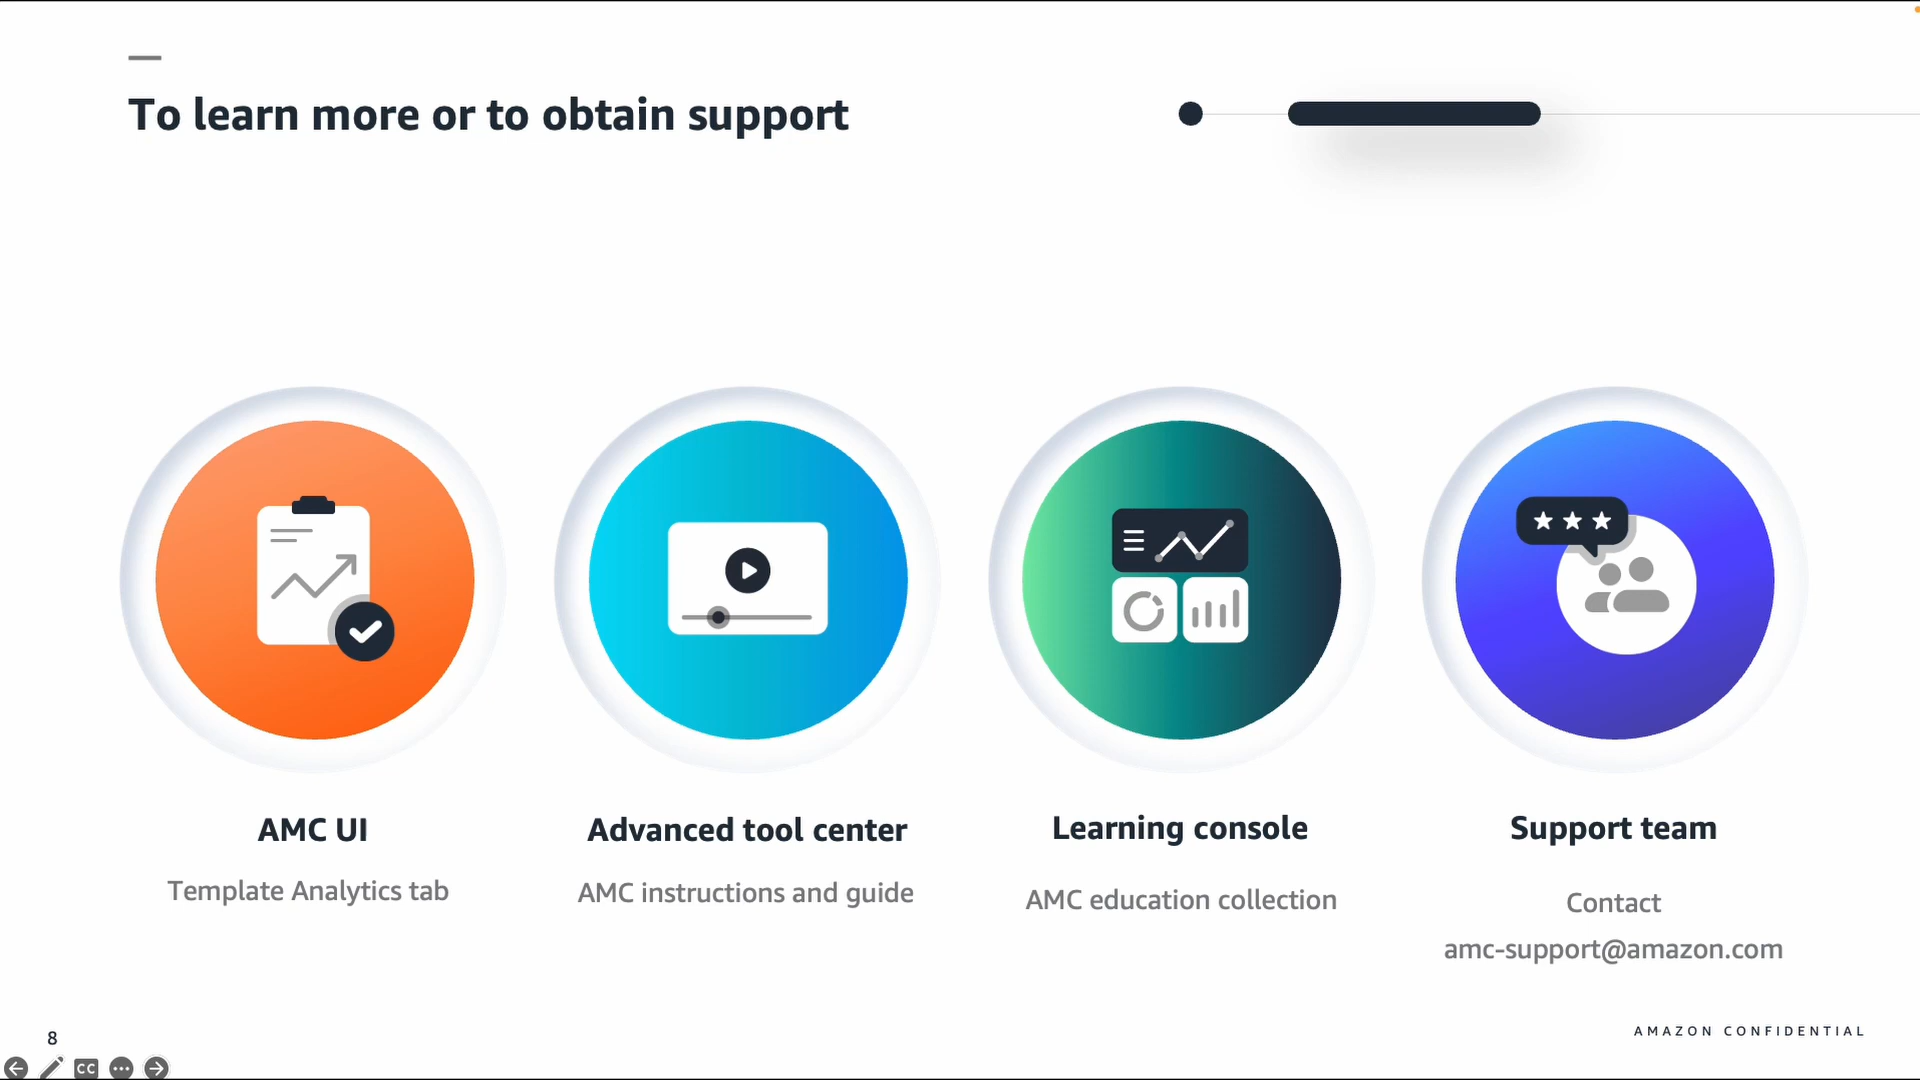 To learn more or to obtain support
AMC UI
Template Analytics tab
Advanced tool center
AMC instructions and guide
Learning console
AMC education collection
Support team
Contact
amc-support@amazon.com
8
AMAZON CONFIDENTIAL
CC